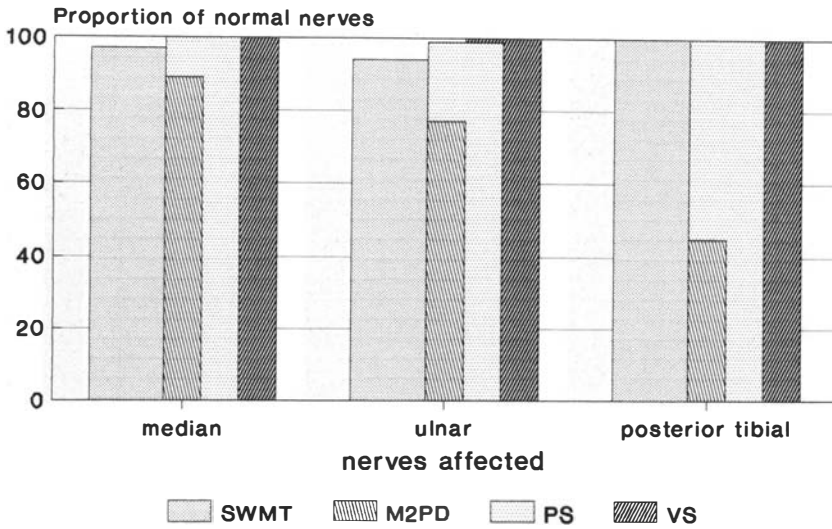 Proportion of normal nerves
100
80
60
40
20
0
median ulnar posterior tibial
nerves affected
SWMT M2PD PS VS